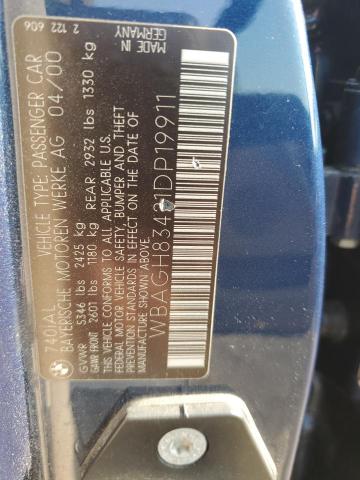 740iAL VEHICLE TYPE: PASSENGER CAR 2 122 606
BAYERISCHE MOTOREN WERKE AG 04/00
GVWR 5346 lbs 2425 kg
GAWR FRONT 2601 lbs 1180 kg REAR 2932 lbs 1330 kg
THIS VEHICLE CONFORMS TO ALL APPLICABLE U.S.
FEDERAL MOTOR VEHICLE SAFETY, BUMPER AND THEFT
PREVENTION STANDARDS IN EFFECT ON THE DATE OF
MANUFACTURE SHOWN ABOVE. MADE IN
GERMANY
WBAGH8343 1DP19911